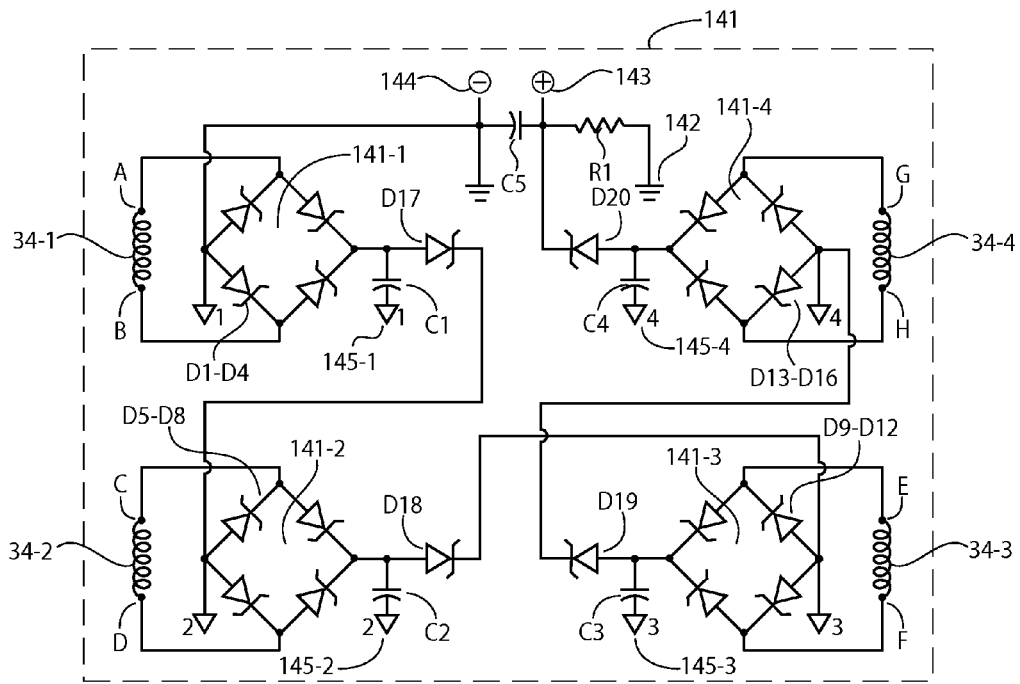 141
144 − + 143
141-4
142
141-1
C5
R1
A
D17
D20
G
34-1
34-4
B
1
1
C1
C4
4
4
H
D1-D4
145-1
145-4
D13-D16
D5-D8
D9-D12
C
141-2
141-3
E
D18
D19
34-2
34-3
D
2
2
C2
C3
3
3
F
145-2
145-3